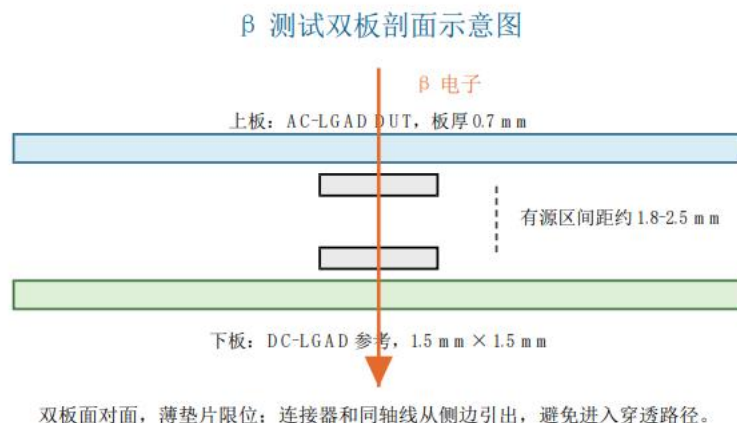 β 测试双板剖面示意图
β 电子
上板：AC-LGAD DUT，板厚 0.7 mm
有源区间距约 1.8-2.5 mm
下板：DC-LGAD 参考，1.5 mm × 1.5 mm
双板面对面，薄垫片限位；连接器和同轴线从侧边引出，避免进入穿透路径。